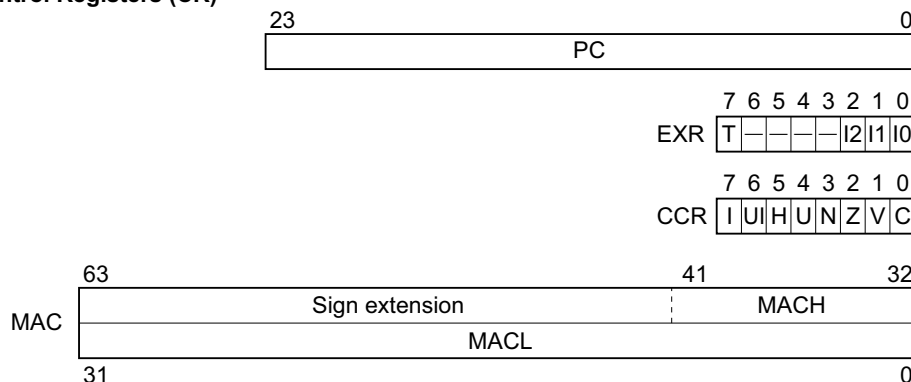 ntrol Registers (CR)
23 0
PC
7 6 5 4 3 2 1 0
EXR T — — — — I2 I1 I0
7 6 5 4 3 2 1 0
CCR I UI H U N Z V C
63 41 32
Sign extension MACH
MAC
MACL
31 0